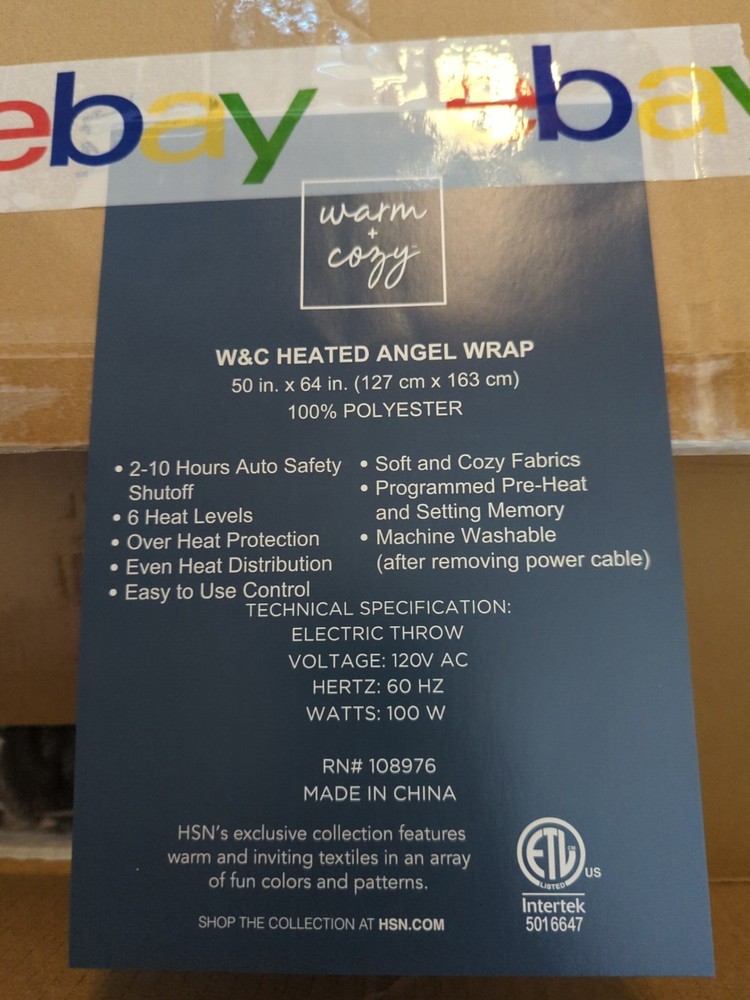 ebay ebay
warm
+
cozy
W&C HEATED ANGEL WRAP
50 in. x 64 in. (127 cm x 163 cm)
100% POLYESTER
• 2-10 Hours Auto Safety
Shutoff
• 6 Heat Levels
• Over Heat Protection
• Even Heat Distribution
• Easy to Use Control
• Soft and Cozy Fabrics
• Programmed Pre-Heat
and Setting Memory
• Machine Washable
(after removing power cable)
TECHNICAL SPECIFICATION:
ELECTRIC THROW
VOLTAGE: 120V AC
HERTZ: 60 HZ
WATTS: 100 W
RN# 108976
MADE IN CHINA
HSN's exclusive collection features
warm and inviting textiles in an array
of fun colors and patterns.
SHOP THE COLLECTION AT HSN.COM
ETL
LISTED
US
Intertek
5016647